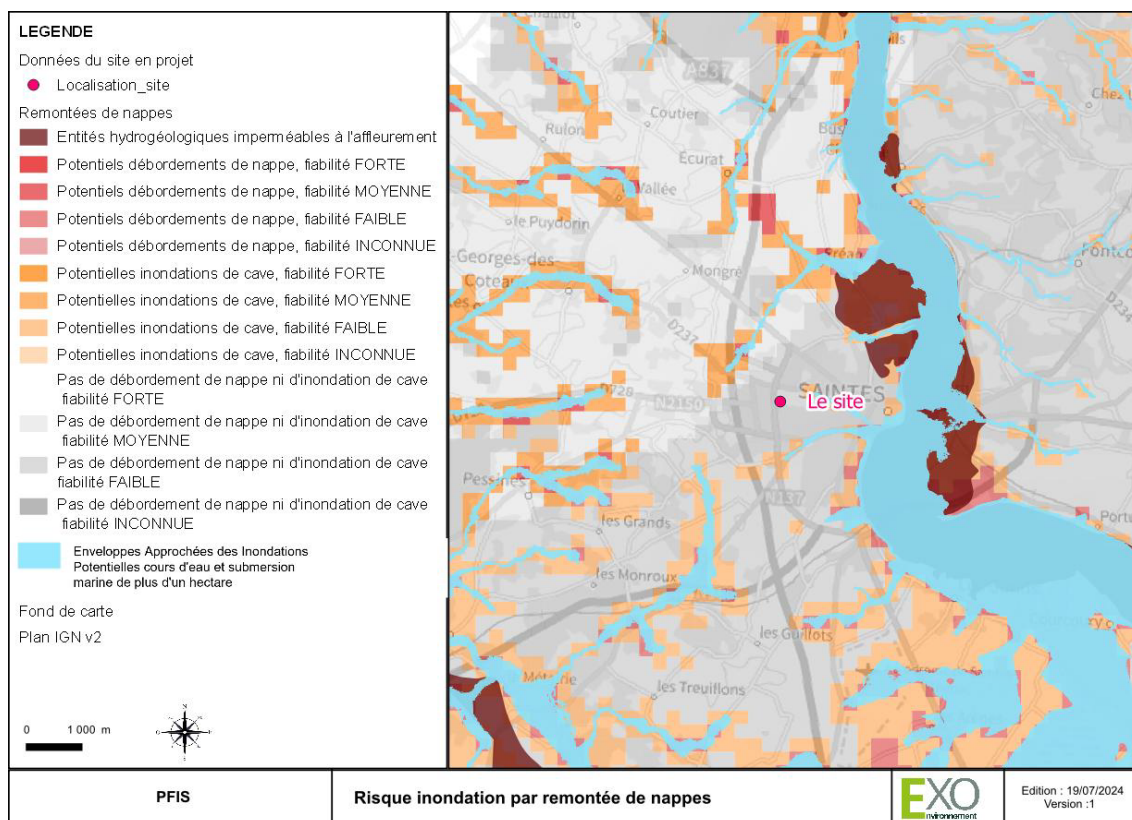 LEGENDE
Données du site en projet
Localisation_site
Remontées de nappes
Entités hydrogéologiques imperméables à l'affleurement
Potentiels débordements de nappe, fiabilité FORTE
Potentiels débordements de nappe, fiabilité MOYENNE
Potentiels débordements de nappe, fiabilité FAIBLE
Potentiels débordements de nappe, fiabilité INCONNUE
Potentielles inondations de cave, fiabilité FORTE
Potentielles inondations de cave, fiabilité MOYENNE
Potentielles inondations de cave, fiabilité FAIBLE
Potentielles inondations de cave, fiabilité INCONNUE
Pas de débordement de nappe ni d'inondation de cave
fiabilité FORTE
Pas de débordement de nappe ni d'inondation de cave
fiabilité MOYENNE
Pas de débordement de nappe ni d'inondation de cave
fiabilité FAIBLE
Pas de débordement de nappe ni d'inondation de cave
fiabilité INCONNUE
Enveloppes Approchées des Inondations
Potentielles cours d'eau et submersion
marine de plus d'un hectare
Fond de carte
Plan IGN v2
0 1 000 m
N
A837
Coutier
Rulon
Écurat
Vallée
le Puydorin
-Georges-des-
Coteau
Mongre
D237
D234
D728
N2150
SAINTES
Le site
Pessines
N137
les Grands
les Monroux
les Guillots
les Treuillons
PFIS
Risque inondation par remontée de nappes
EXO
nvironnement
Edition : 19/07/2024
Version :1